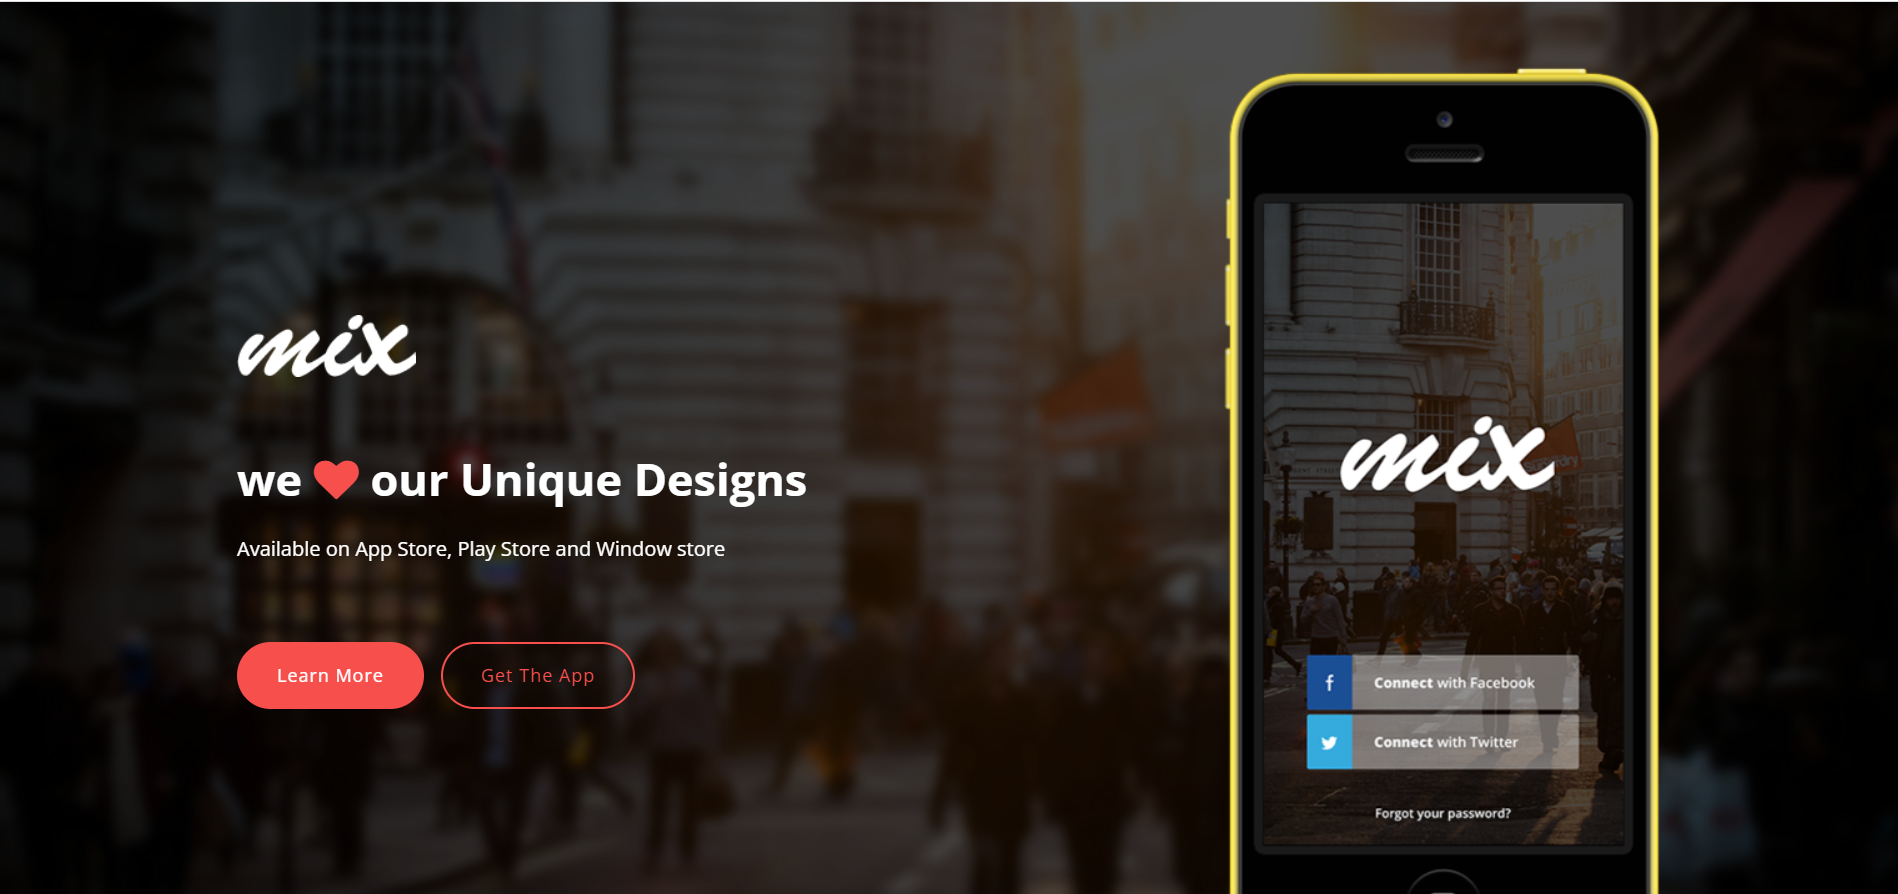 mix
we ❤ our Unique Designs
Available on App Store, Play Store and Window store
Learn More
Get The App
mix
f
Connect with Facebook
Connect with Twitter
Forgot your password?